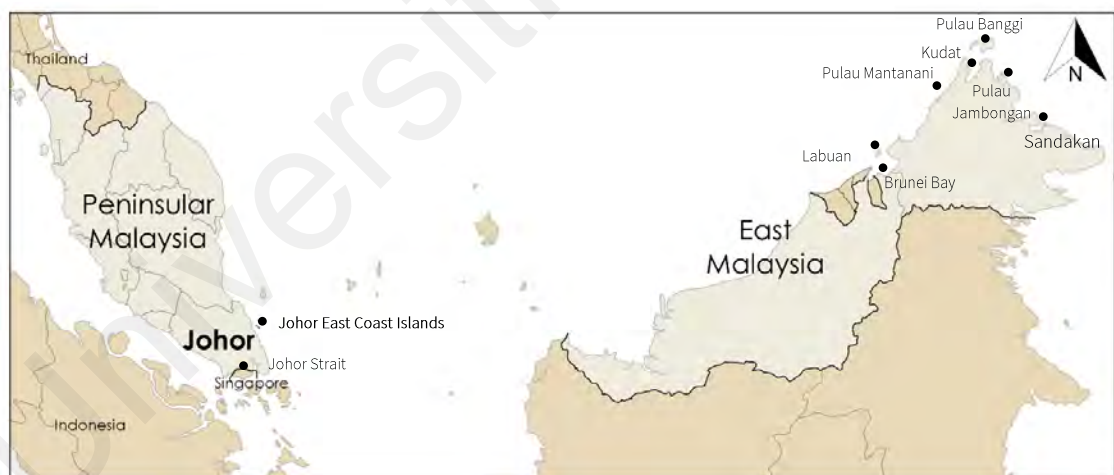 Thailand
Peninsular
Malaysia
Johor East Coast Islands
Johor
Johor Strait
Singapore
Indonesia
Pulau Banggi
Kudat
Pulau Mantanani
N
Pulau
Jambongan
Sandakan
Labuan
Brunei Bay
East
Malaysia
Universit